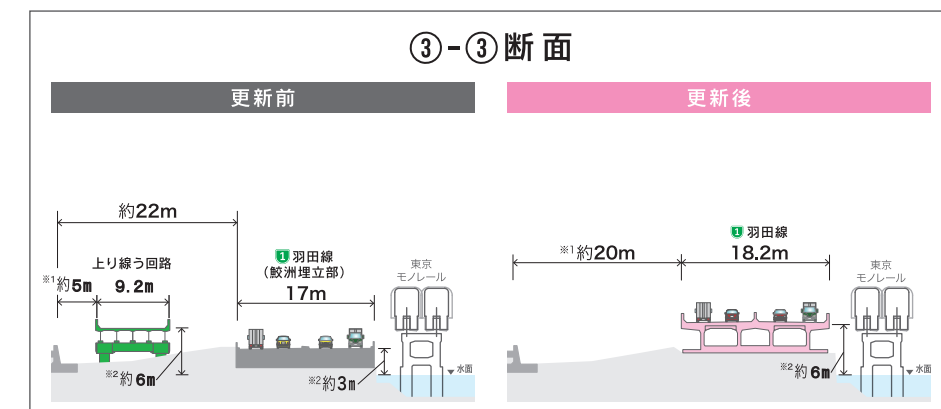 ③-③断面
更新前
更新後
約22m
上り線う回路
※1約5m 9.2m
1 羽田線
(鮫洲埋立部)
17m
東京
モノレール
※2約6m
※2約3m
水面
※1約20m
1 羽田線
18.2m
東京
モノレール
※2約6m
水面